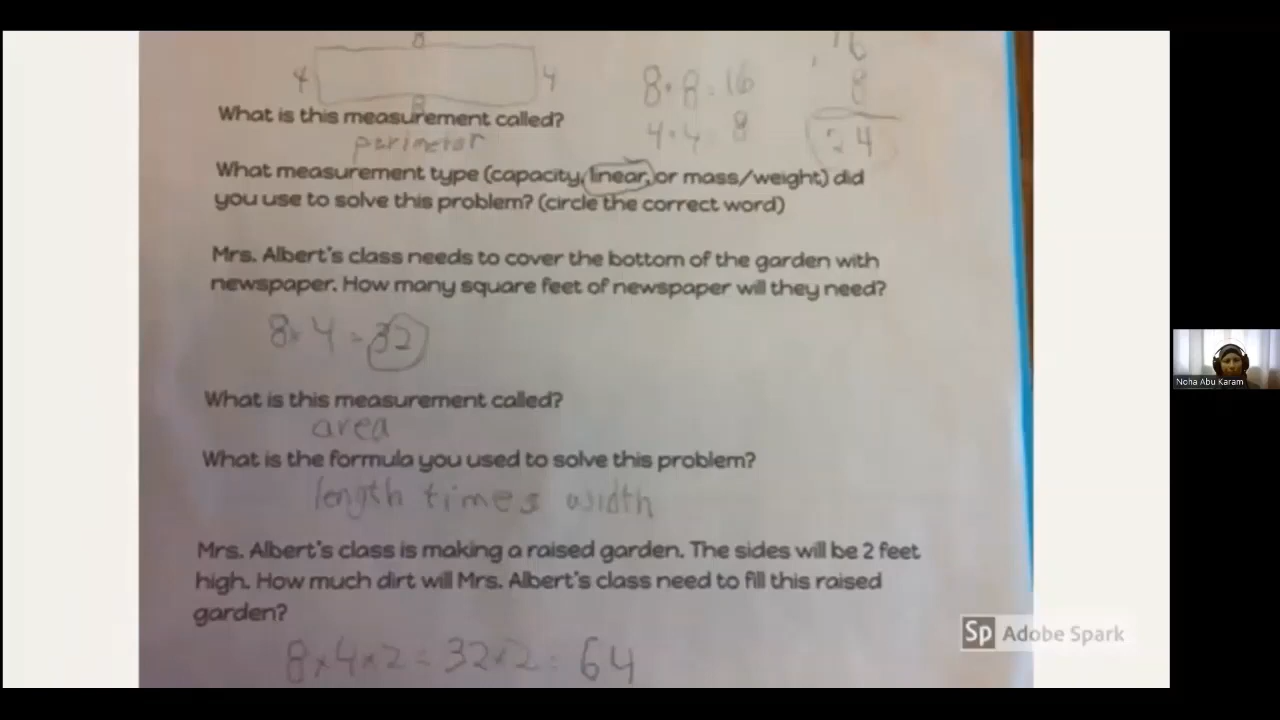 8
4 4
8
8+8=16
4+4=8
16
8
24
What is this measurement called?
perimetor
What measurement type (capacity, linear, or mass/weight) did
you use to solve this problem? (circle the correct word)
Mrs. Albert's class needs to cover the bottom of the garden with
newspaper. How many square feet of newspaper will they need?
8x4=32
What is this measurement called?
area
What is the formula you used to solve this problem?
length times width
Mrs. Albert's class is making a raised garden. The sides will be 2 feet
high. How much dirt will Mrs. Albert's class need to fill this raised
garden?
8x4x2=32x2=64
Sp Adobe Spark
Noha Abu Karam